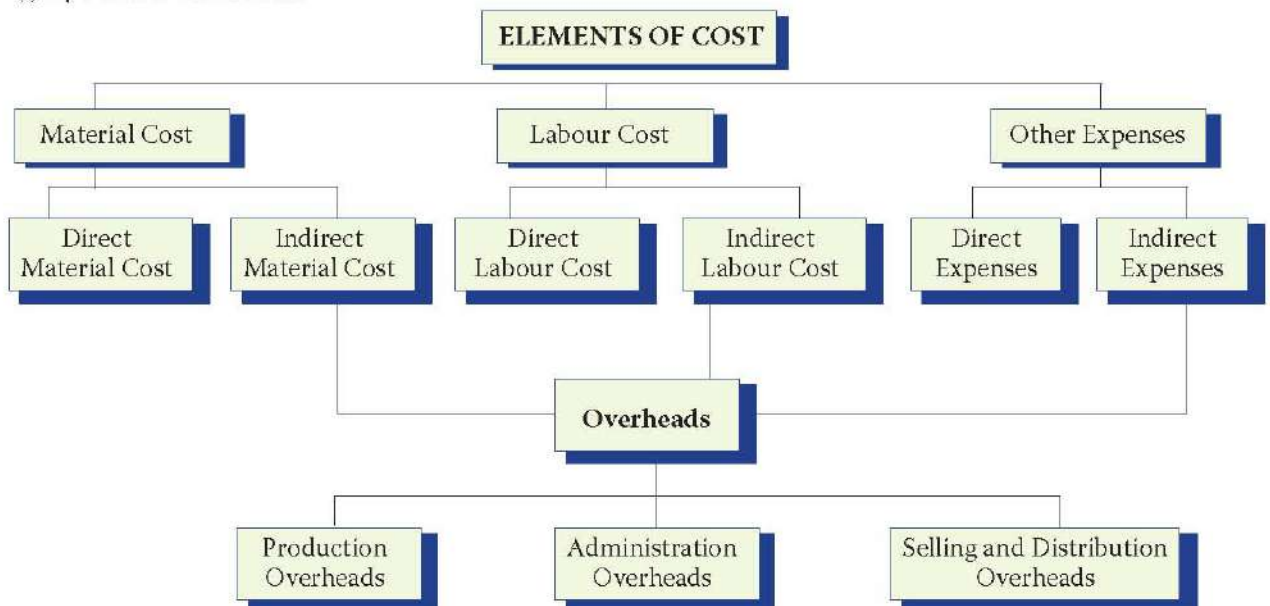 ELEMENTS OF COST
Material Cost
Labour Cost
Other Expenses
Direct
Material Cost
Indirect
Material Cost
Direct
Labour Cost
Indirect
Labour Cost
Direct
Expenses
Indirect
Expenses
Overheads
Production
Overheads
Administration
Overheads
Selling and Distribution
Overheads